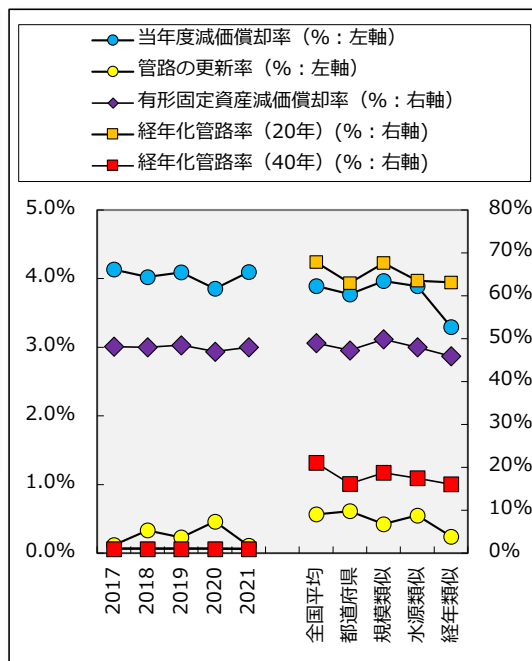 当年度減価償却率（%：左軸）
管路の更新率（%：左軸）
有形固定資産減価償却率（%：右軸）
経年化管路率（20年）(%：右軸)
経年化管路率（40年）(%：右軸)
5.0%
4.0%
3.0%
2.0%
1.0%
0.0%
80%
70%
60%
50%
40%
30%
20%
10%
0%
2017
2018
2019
2020
2021
全国平均
都道府県
規模類似
水源類似
経年類似